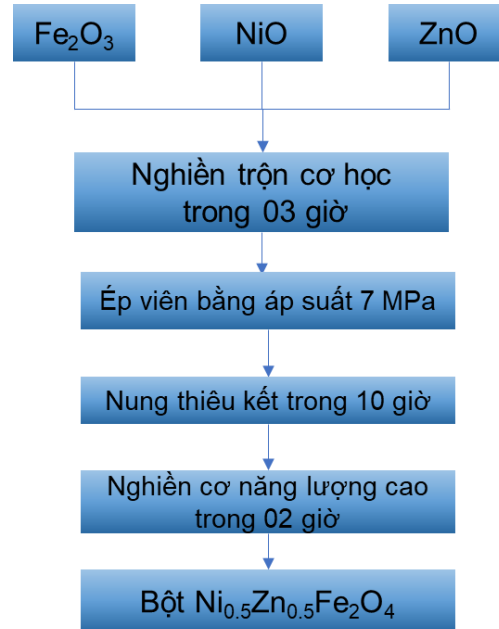 Fe₂O₃
NiO
ZnO
Nghiền trộn cơ học
trong 03 giờ
Ép viên bằng áp suất 7 MPa
Nung thiêu kết trong 10 giờ
Nghiền cơ năng lượng cao
trong 02 giờ
Bột Ni₀.₅Zn₀.₅Fe₂O₄